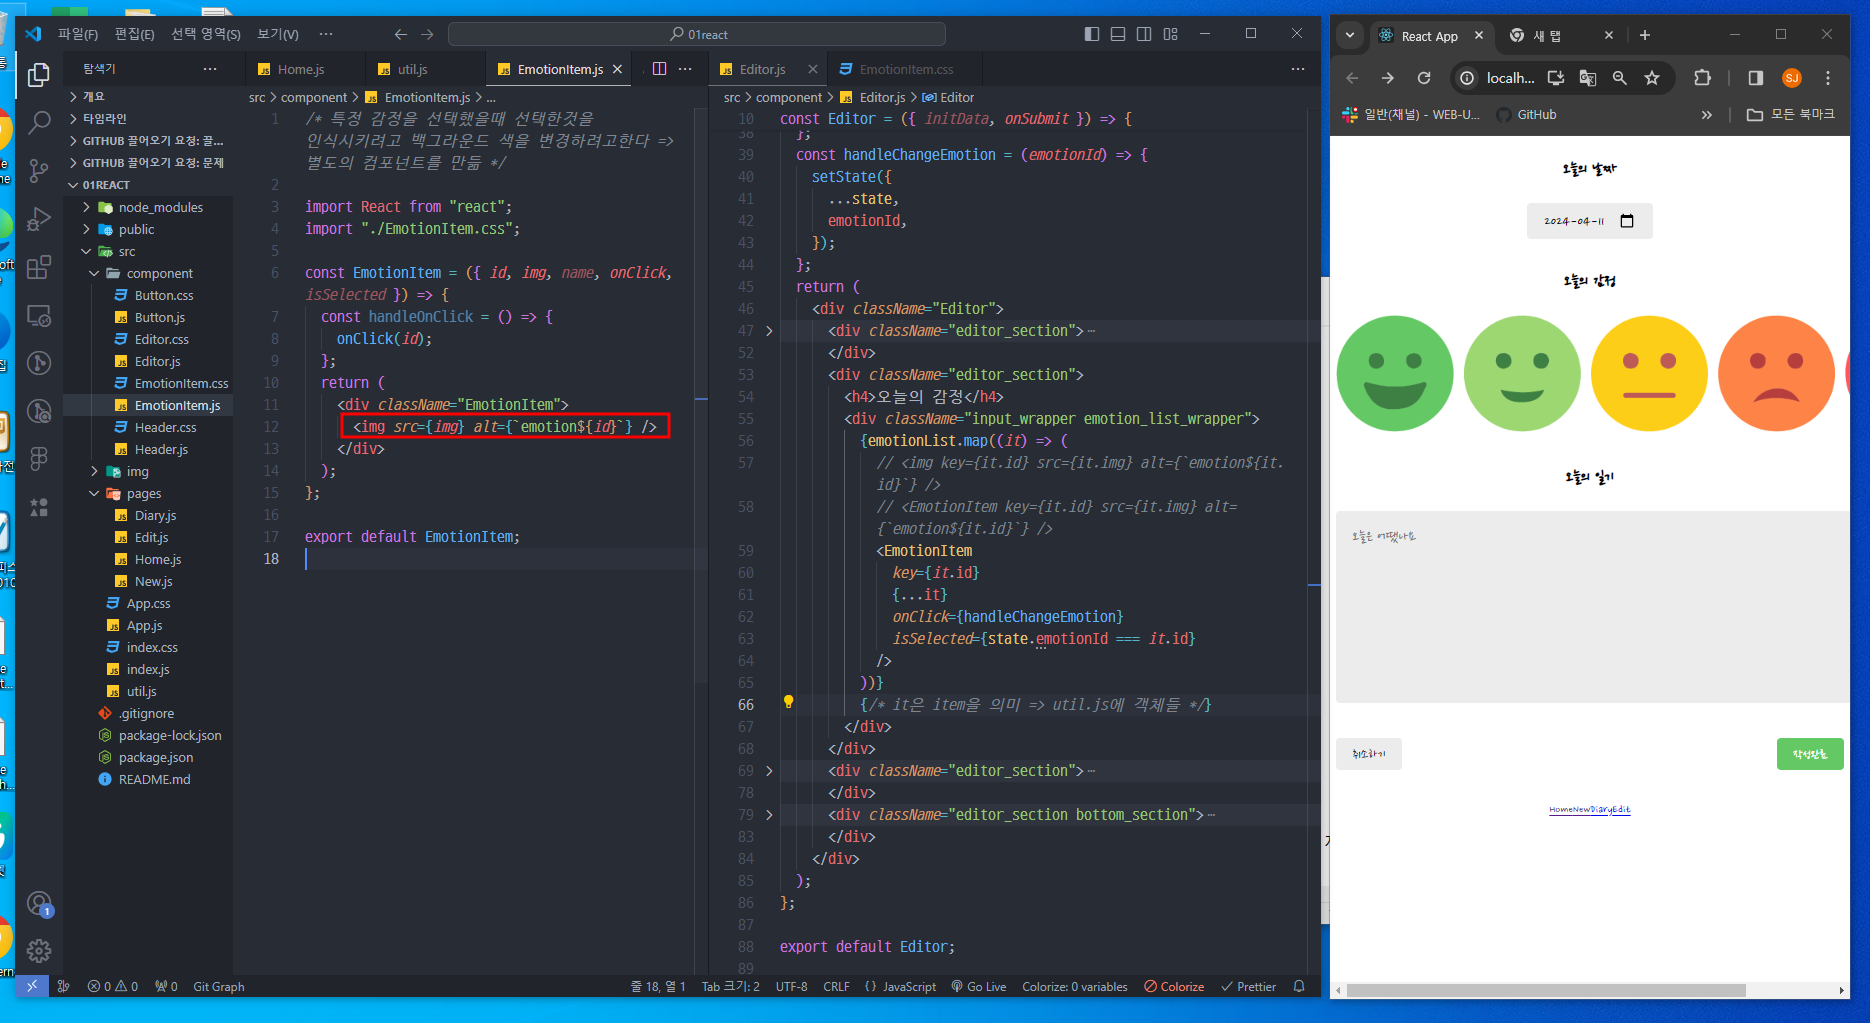 파일(F) 편집(E) 선택 영역(S) 보기(V) ··· 01react
탐색기 ···
개요
타임라인
GITHUB 끌어오기 요청: 끌...
GITHUB 끌어오기 요청: 문제
01REACT
node_modules
public
src
component
Button.css
Button.js
Editor.css
Editor.js
EmotionItem.css
EmotionItem.js
Header.css
Header.js
img
pages
Diary.js
Edit.js
Home.js
New.js
App.css
App.js
index.css
index.js
util.js
.gitignore
package-lock.json
package.json
README.md
1
Home.js util.js EmotionItem.js ···
src > component > EmotionItem.js > ...
1 /* 특정 감정을 선택했을때 선택한것을
인식시키려고 백그라운드 색을 변경하려고한다 =>
별도의 컴포넌트를 만듦 */
2
3 import React from "react";
4 import "./EmotionItem.css";
5
6 const EmotionItem = ({ id, img, name, onClick,
isSelected }) => {
7 const handleOnClick = () => {
8 onClick(id);
9 };
10 return (
11 <div className="EmotionItem">
12 <img src={img} alt={`emotion${id}`} />
13 </div>
14 );
15 };
16
17 export default EmotionItem;
18
Editor.js EmotionItem.css ···
src > component > Editor.js > Editor
10 const Editor = ({ initData, onSubmit }) => {
38 };
39 const handleChangeEmotion = (emotionId) => {
40 setState({
41 ...state,
42 emotionId,
43 });
44 };
45 return (
46 <div className="Editor">
47 <div className="editor_section">···
52 </div>
53 <div className="editor_section">
54 <h4>오늘의 감정</h4>
55 <div className="input_wrapper emotion_list_wrapper">
56 {emotionList.map((it) => (
57 // <img key={it.id} src={it.img} alt={`emotion${it.
id}`} />
58 // <EmotionItem key={it.id} src={it.img} alt=
{`emotion${it.id}`} />
59 <EmotionItem
60 key={it.id}
61 {...it}
62 onClick={handleChangeEmotion}
63 isSelected={state.emotionId === it.id}
64 />
65 ))}
66 {/* it은 item을 의미 => util.js에 객체들 */}
67 </div>
68 </div>
69 <div className="editor_section">···
78 </div>
79 <div className="editor_section bottom_section">···
83 </div>
84 </div>
85 );
86 };
87
88 export default Editor;
89
0 0 0 Git Graph 줄 18, 열 1 Tab 크기: 2 UTF-8 CRLF {} JavaScript Go Live Colorize: 0 variables Colorize Prettier
React App 새 탭
localh... SJ
일반(채널) - WEB-U... GitHub » 모든 북마크
오늘의 날짜
2024-04-11
오늘의 감정
오늘의 일기
오늘은 어땠나요
취소하기 작성완료
HomeNewDiaryEdit